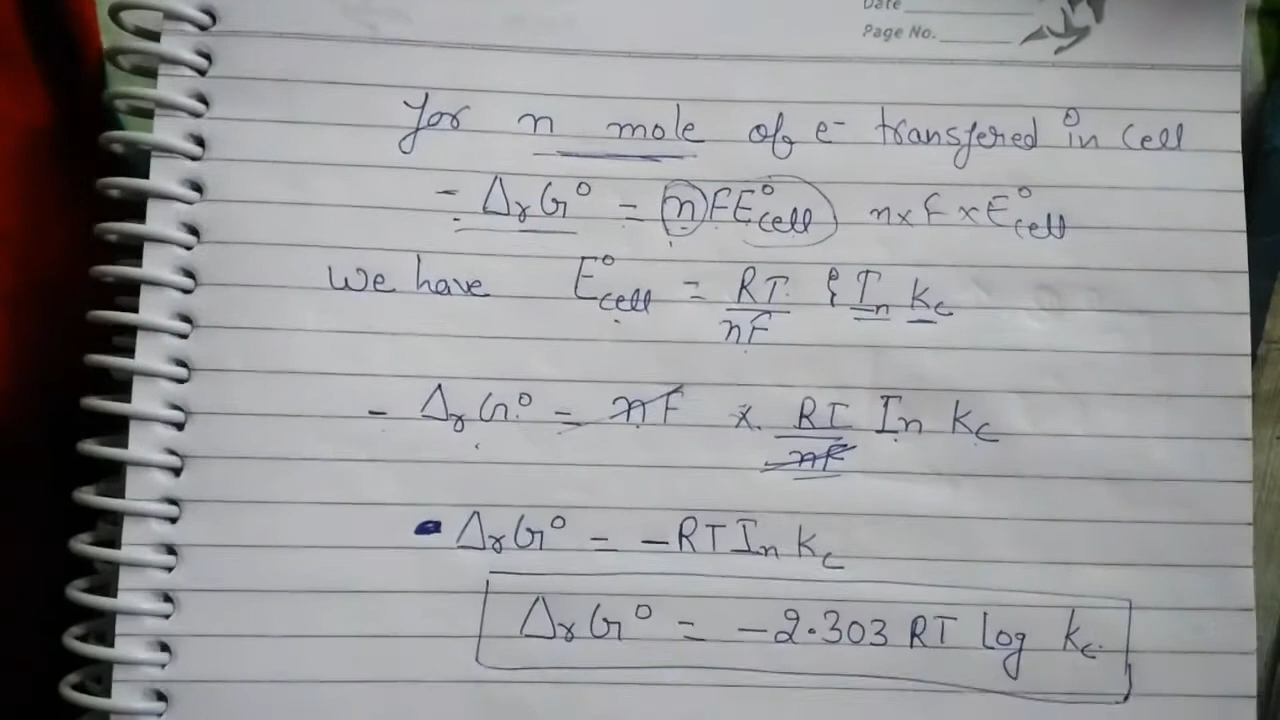 Date
Page No.
for n mole of e⁻ transfered in cell
- ΔrG° = nFE°cell n x F x E°cell
We have E°cell = RT/nF In Kc
- ΔrG° = nF x RT/nF In Kc
ΔrG° = -RT In Kc
ΔrG° = -2.303 RT log Kc